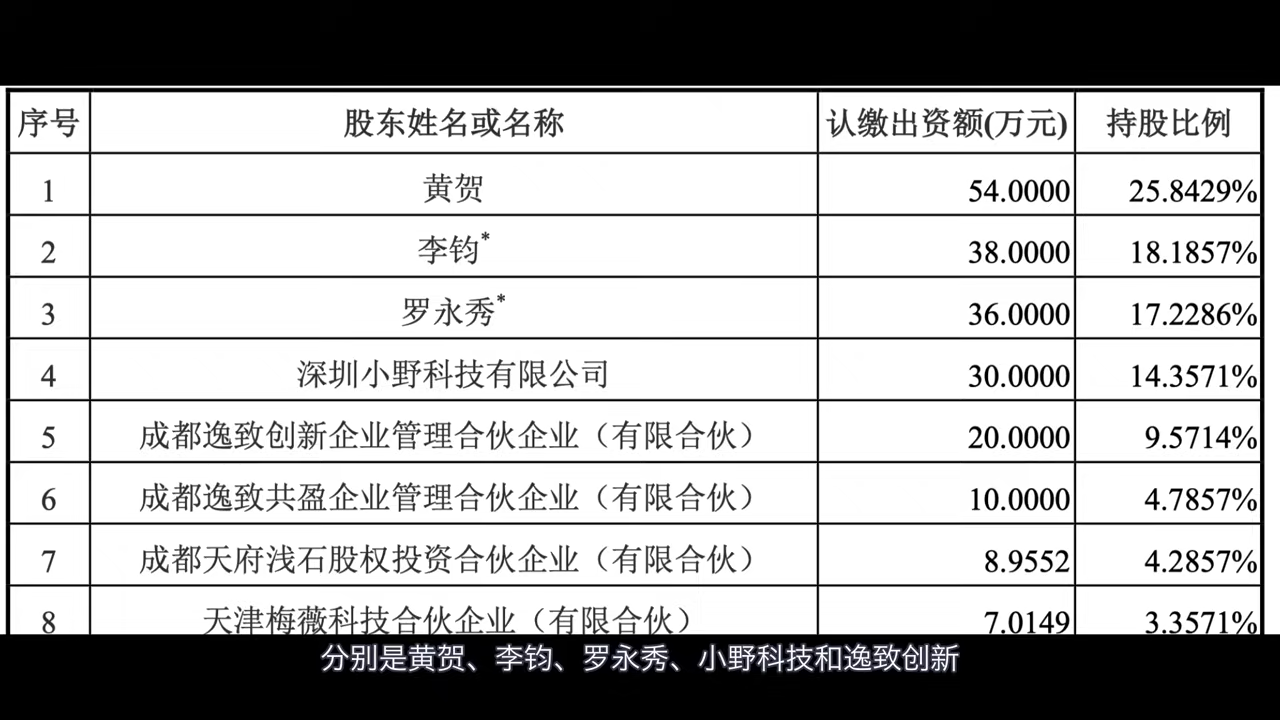 序号 股东姓名或名称 认缴出资额(万元) 持股比例
1 黄贺 54.0000 25.8429%
2 李钧* 38.0000 18.1857%
3 罗永秀* 36.0000 17.2286%
4 深圳小野科技有限公司 30.0000 14.3571%
5 成都逸致创新企业管理合伙企业（有限合伙） 20.0000 9.5714%
6 成都逸致共盈企业管理合伙企业（有限合伙） 10.0000 4.7857%
7 成都天府浅石股权投资合伙企业（有限合伙） 8.9552 4.2857%
8 天津梅薇科技合伙企业（有限合伙） 7.0149 3.3571%
分别是黄贺、李钧、罗永秀、小野科技和逸致创新